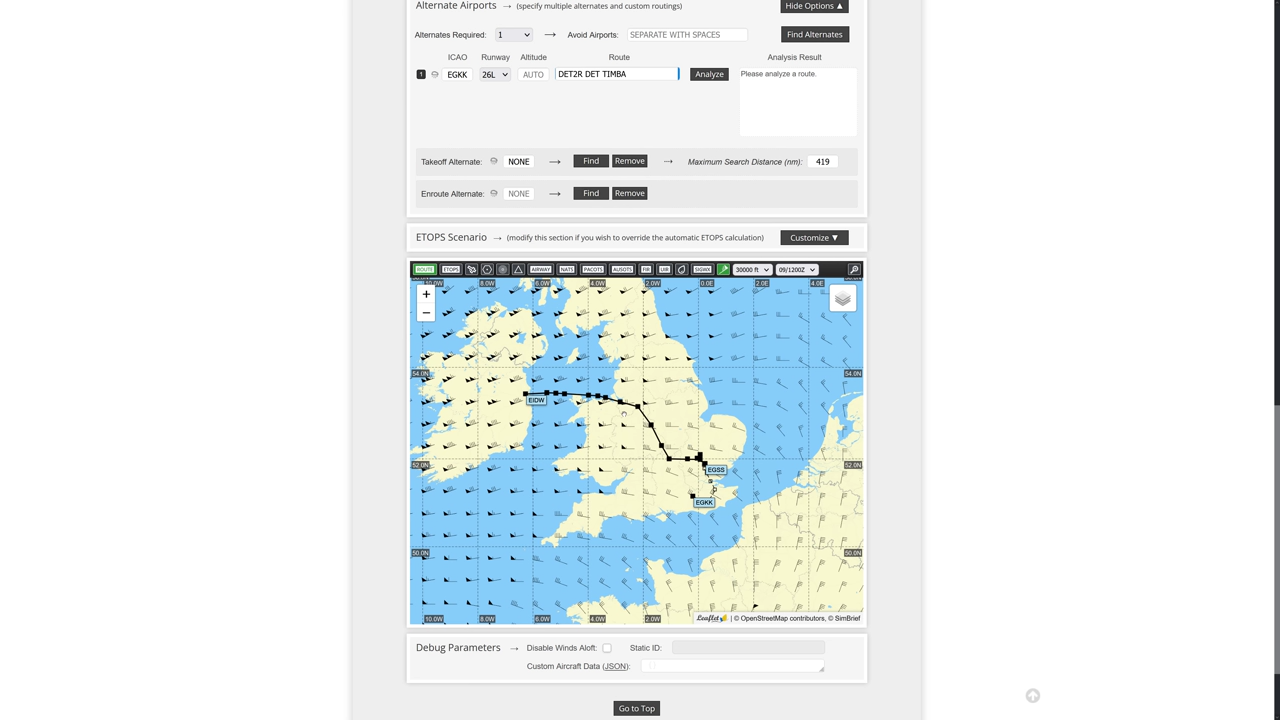 Alternate Airports → (specify multiple alternates and custom routings) Hide Options ▲
Alternates Required: 1 → Avoid Airports: SEPARATE WITH SPACES Find Alternates
ICAO Runway Altitude Route Analysis Result
1 EGKK 26L AUTO DET2R DET TIMBA Analyze Please analyze a route.
Takeoff Alternate: NONE → Find Remove → Maximum Search Distance (nm): 419
Enroute Alternate: NONE → Find Remove
ETOPS Scenario → (modify this section if you wish to override the automatic ETOPS calculation) Customize ▼
ROUTE ETOPS AIRWAY NATS PACOTS AUSOTS FIR UIR SIGWX 30000 ft 09/1200Z
10.0W 8.0W 6.0W 4.0W 2.0W 0.0E 2.0E 4.0E
+
−
54.0N 54.0N
EIDW
52.0N EGSS 52.0N
EGKK
50.0N 50.0N
10.0W 8.0W 6.0W 4.0W 2.0W Leaflet | © OpenStreetMap contributors, © SimBrief
Debug Parameters → Disable Winds Aloft: Static ID:
Custom Aircraft Data (JSON):
Go to Top